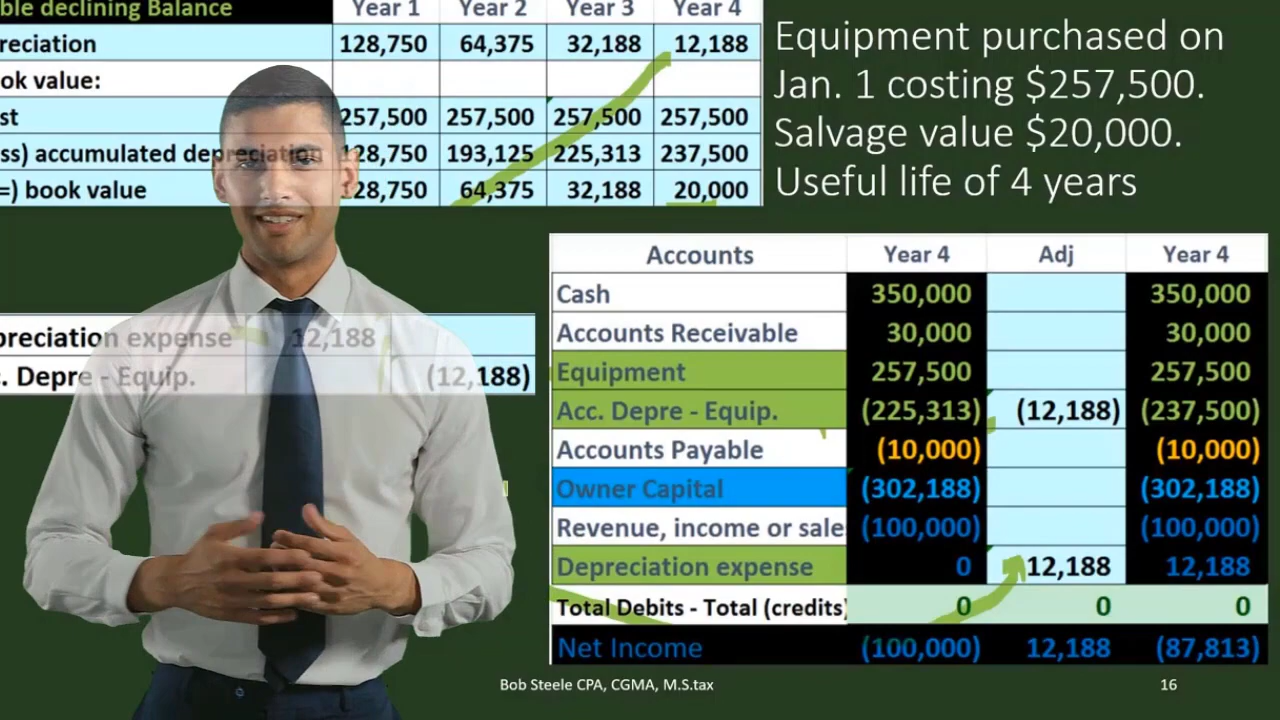 ble declining Balance Year 1 Year 2 Year 3 Year 4
reciation 128,750 64,375 32,188 12,188
ok value:
st 257,500 257,500 257,500 257,500
ss) accumulated depreciation 128,750 193,125 225,313 237,500
=) book value 128,750 64,375 32,188 20,000
Equipment purchased on
Jan. 1 costing $257,500.
Salvage value $20,000.
Useful life of 4 years
preciation expense 12,188
c. Depre - Equip. (12,188)
Accounts Year 4 Adj Year 4
Cash 350,000 350,000
Accounts Receivable 30,000 30,000
Equipment 257,500 257,500
Acc. Depre - Equip. (225,313) (12,188) (237,500)
Accounts Payable (10,000) (10,000)
Owner Capital (302,188) (302,188)
Revenue, income or sale (100,000) (100,000)
Depreciation expense 0 12,188 12,188
Total Debits - Total (credits) 0 0 0
Net Income (100,000) 12,188 (87,813)
Bob Steele CPA, CGMA, M.S.tax 16